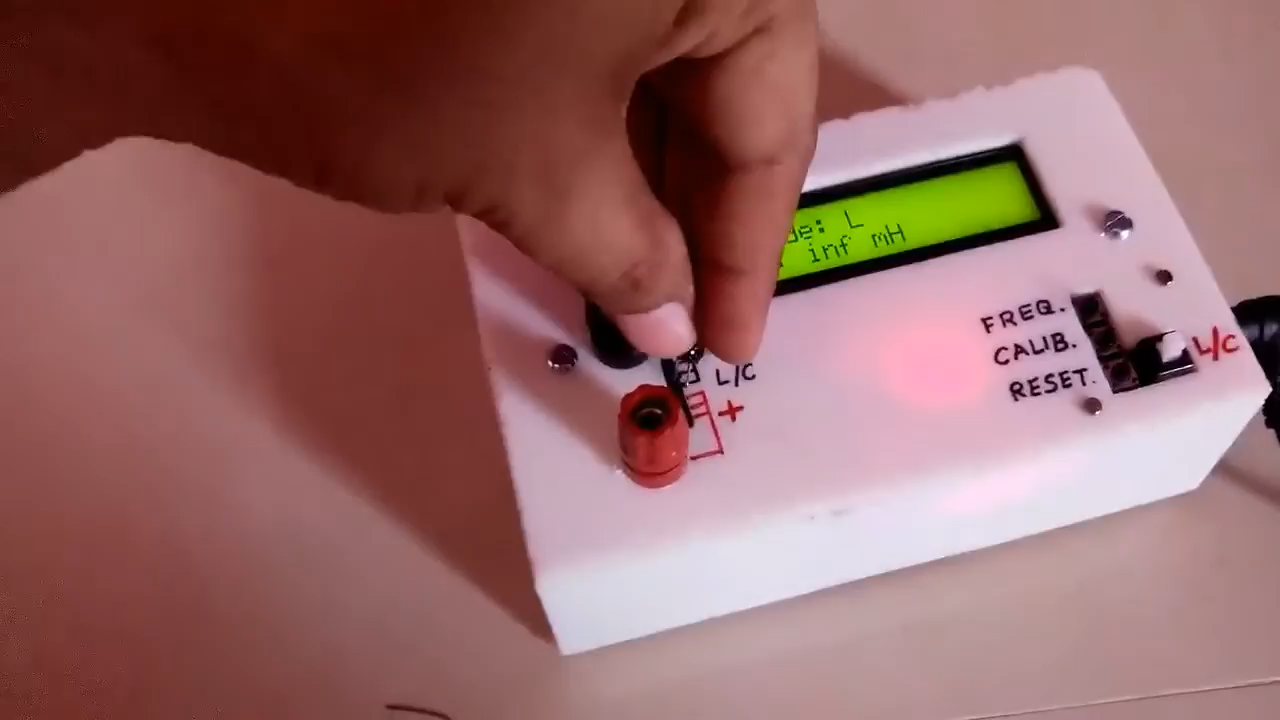 de: L
inf mH
FREQ.
CALIB.
RESET.
L/C
L/C
+